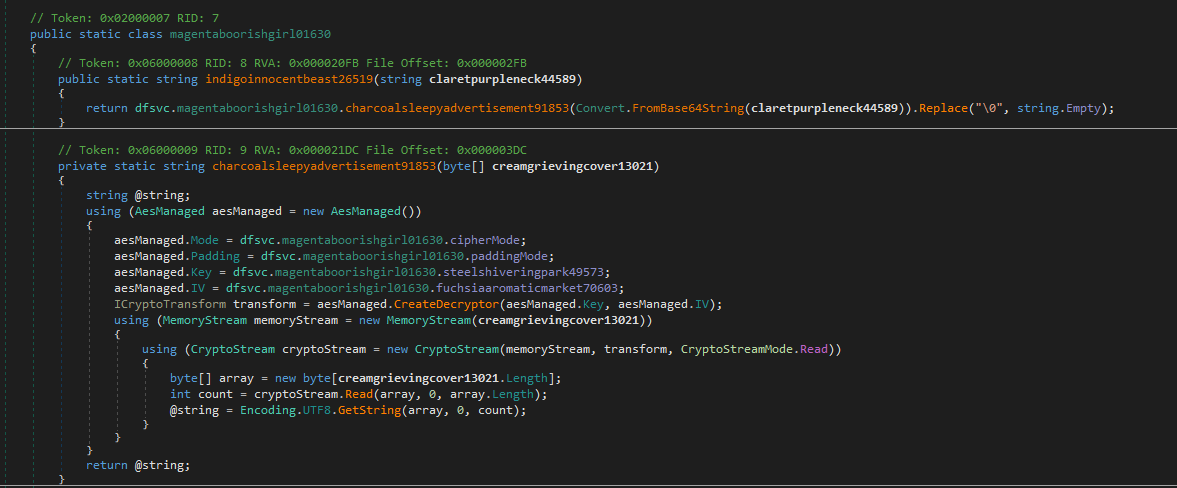 // Token: 0x02000007 RID: 7
public static class magentaboorishgirl01630
{
// Token: 0x06000008 RID: 8 RVA: 0x000020FB File Offset: 0x000002FB
public static string indigoinnocentbeast26519(string claretpurpleneck44589)
{
return dfsvc.magentaboorishgirl01630.charcoalsleepyadvertisement91853(Convert.FromBase64String(claretpurpleneck44589)).Replace("\0", string.Empty);
}
// Token: 0x06000009 RID: 9 RVA: 0x000021DC File Offset: 0x000003DC
private static string charcoalsleepyadvertisement91853(byte[] creamgrievingcover13021)
{
string @string;
using (AesManaged aesManaged = new AesManaged())
{
aesManaged.Mode = dfsvc.magentaboorishgirl01630.cipherMode;
aesManaged.Padding = dfsvc.magentaboorishgirl01630.paddingMode;
aesManaged.Key = dfsvc.magentaboorishgirl01630.steelshiveringpark49573;
aesManaged.IV = dfsvc.magentaboorishgirl01630.fuchsiaaromaticmarket70603;
ICryptoTransform transform = aesManaged.CreateDecryptor(aesManaged.Key, aesManaged.IV);
using (MemoryStream memoryStream = new MemoryStream(creamgrievingcover13021))
{
using (CryptoStream cryptoStream = new CryptoStream(memoryStream, transform, CryptoStreamMode.Read))
{
byte[] array = new byte[creamgrievingcover13021.Length];
int count = cryptoStream.Read(array, 0, array.Length);
@string = Encoding.UTF8.GetString(array, 0, count);
}
}
}
return @string;
}